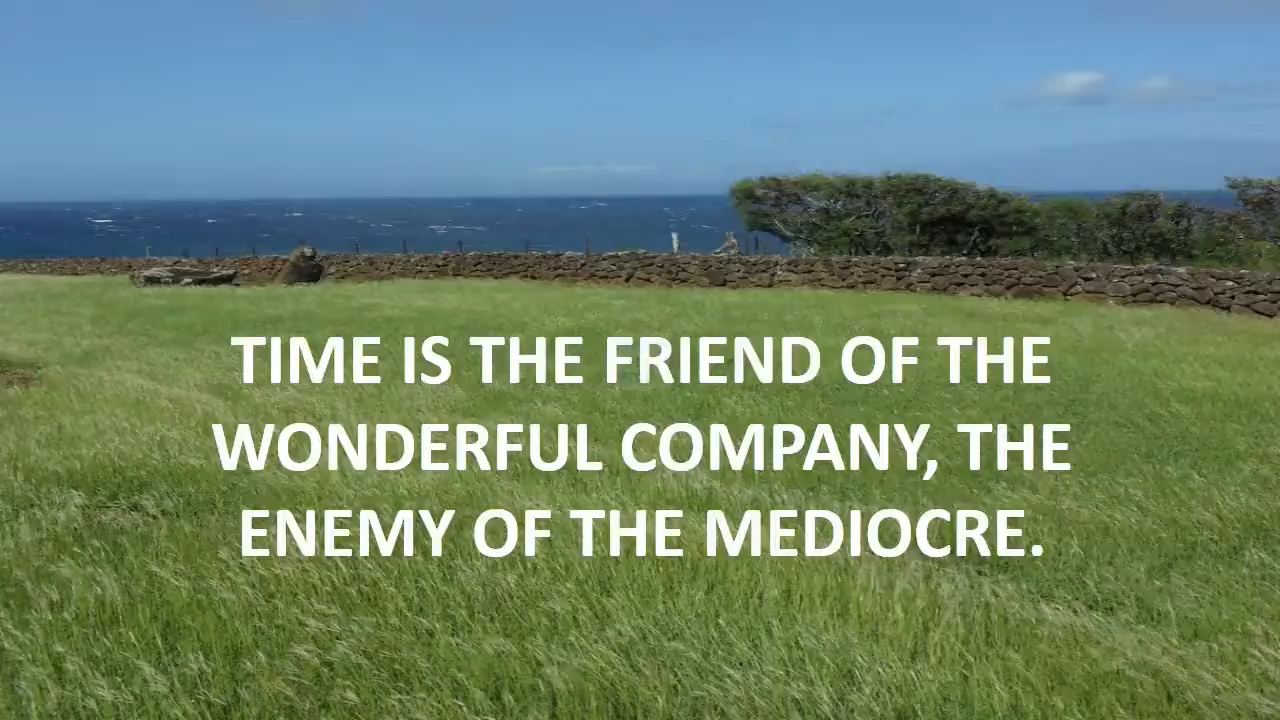 TIME IS THE FRIEND OF THE
WONDERFUL COMPANY, THE
ENEMY OF THE MEDIOCRE.